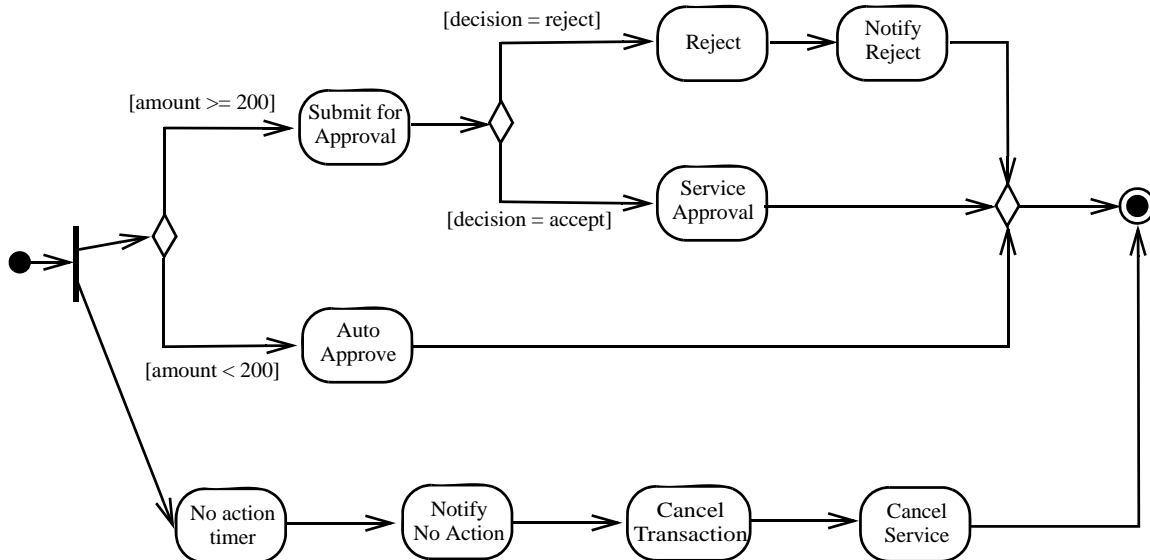 [decision = reject]
Reject
Notify
Reject
[amount >= 200]
Submit for
Approval
Service
Approval
[decision = accept]
Auto
Approve
[amount < 200]
No action
timer
Notify
No Action
Cancel
Transaction
Cancel
Service